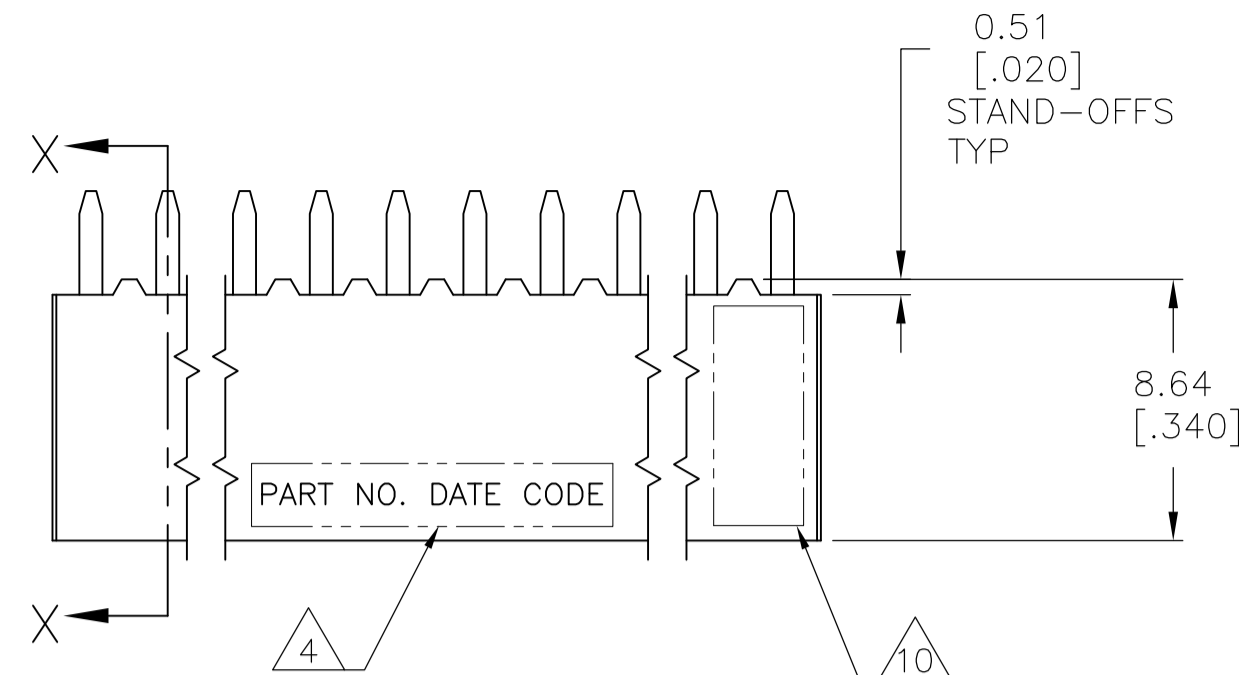 0.51
[.020]
STAND-OFFS
TYP
X
8.64
[.340]
PART NO. DATE CODE
X
4
10